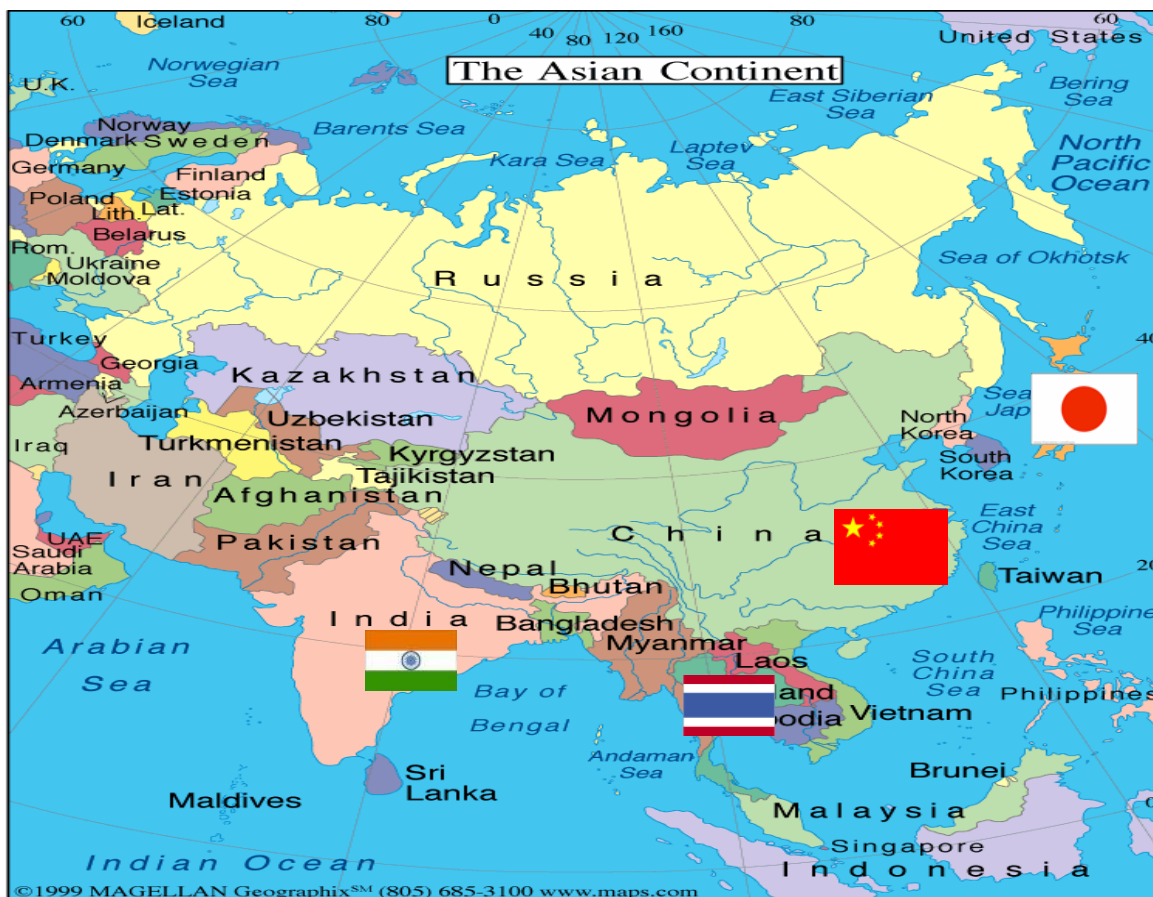 60
Iceland
80
0
40
80
120
160
80
60
United States
Norwegian
Sea
The Asian Continent
U.K.
East Siberian
Sea
Bering
Sea
Norway
Barents Sea
Denmark
Sweden
Kara Sea
Laptev
Sea
North
Pacific
Ocean
Germany
Finland
Estonia
Poland
Lith.
Lat.
Belarus
Rom.
Ukraine
Moldova
Russia
Sea of Okhotsk
Turkey
Georgia
Armenia
Kazakhstan
40
Azerbaijan
Uzbekistan
Mongolia
Sea
Jap
North
Korea
Iraq
Turkmenistan
Kyrgyzstan
South
Korea
Iran
Tajikistan
Afghanistan
East
China
Sea
UAE
Pakistan
China
Saudi
Arabia
Nepal
Bhutan
Taiwan
20
Oman
India
Bangladesh
Philippine
Sea
Arabian
Sea
Myanmar
Laos
South
China
Sea
Bay of
Bengal
and
Philippines
odia
Vietnam
Andaman
Sea
Sri
Lanka
Brunei
Maldives
Malaysia
0
Singapore
Indian Ocean
Indonesia
©1999 MAGELLAN Geographix℠ (805) 685-3100 www.maps.com